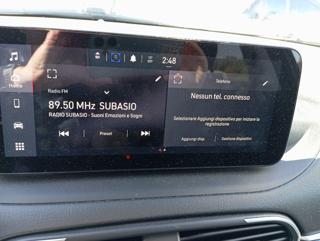 2:48
Home
Radio FM
89.50 MHz SUBASIO
RADIO SUBASIO - Suoni Emozioni e Sogni
Preset
Telefono
Nessun tel. connesso
Selezionare Aggiungi dispositivo per iniziare la
registrazione
Aggiungi disp.
Gestione dispositivi